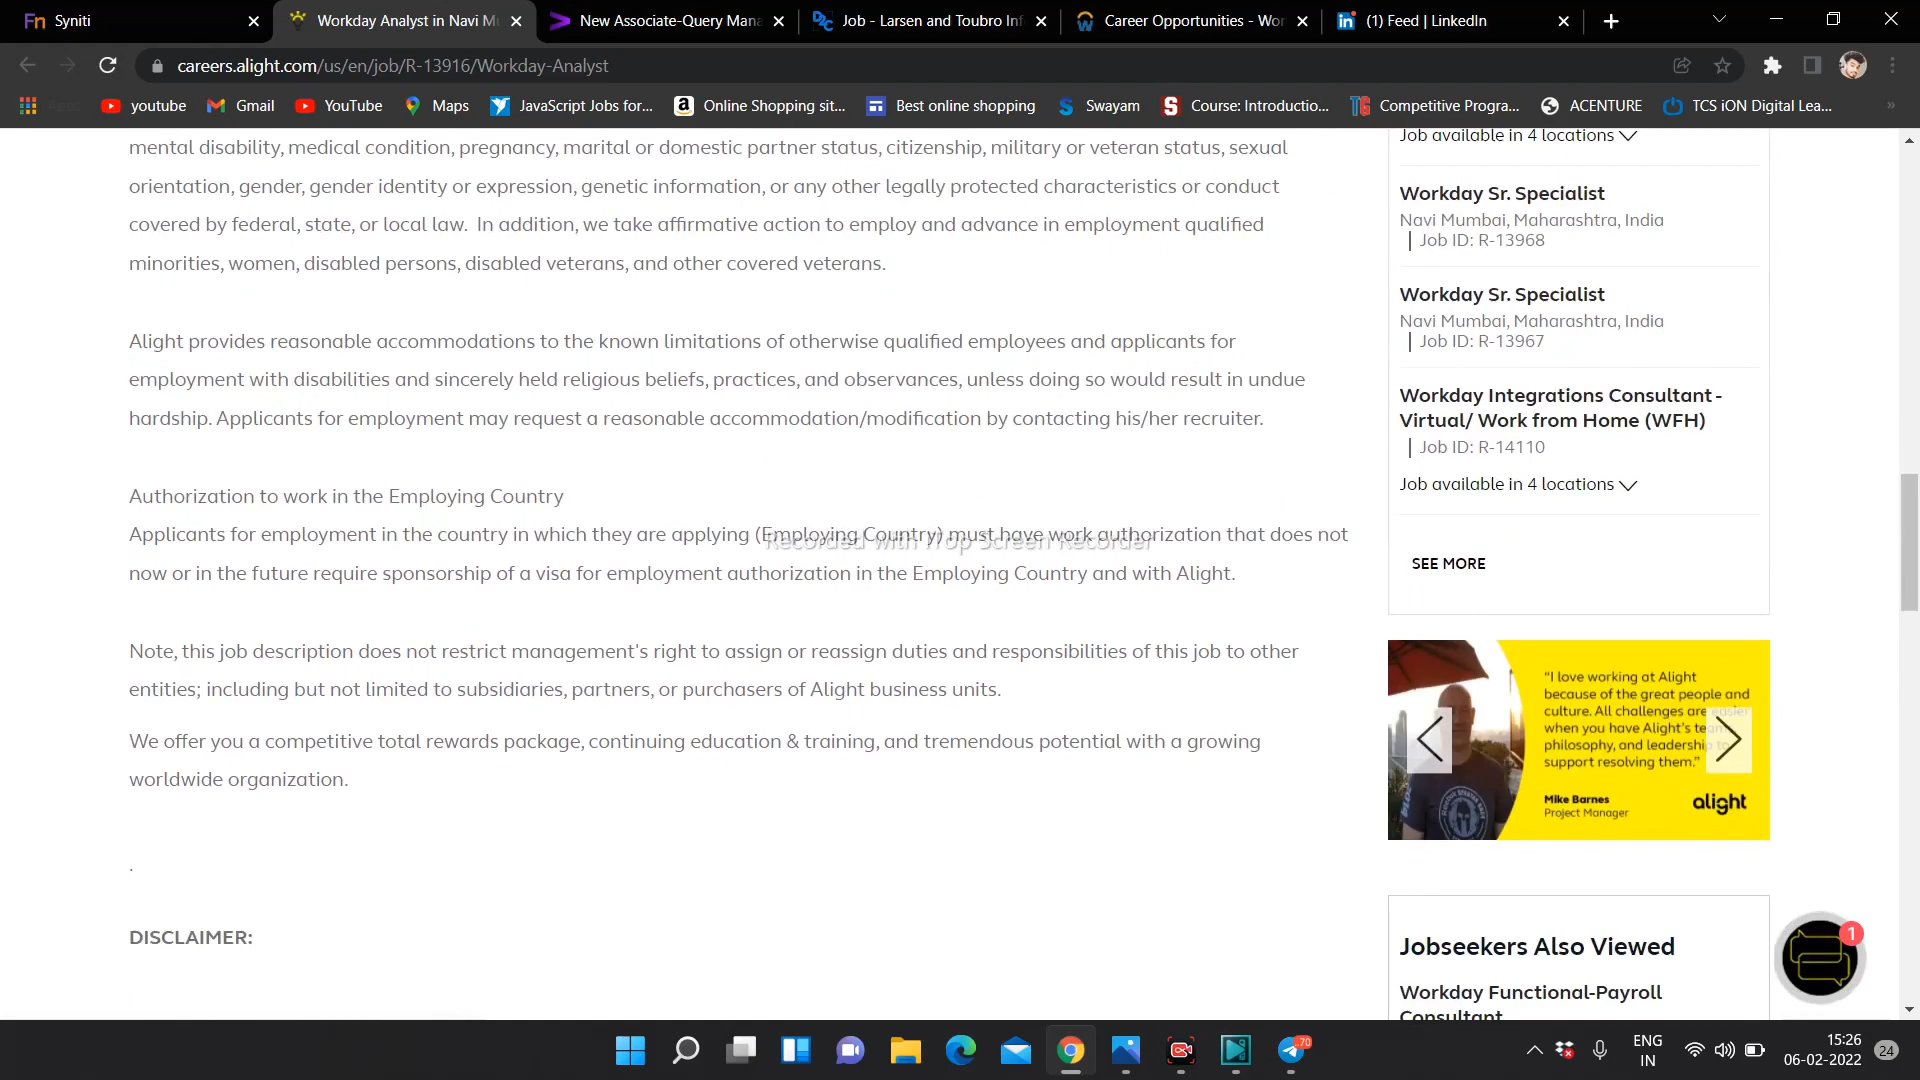 Syniti
Workday Analyst in Navi M
New Associate-Query Mana
Job - Larsen and Toubro Inf
Career Opportunities - Wor
(1) Feed | LinkedIn
careers.alight.com/us/en/job/R-13916/Workday-Analyst
Apps
youtube
Gmail
YouTube
Maps
JavaScript Jobs for...
Online Shopping sit...
Best online shopping
Swayam
Course: Introductio...
Competitive Progra...
ACENTURE
TCS iON Digital Lea...
»
mental disability, medical condition, pregnancy, marital or domestic partner status, citizenship, military or veteran status, sexual
orientation, gender, gender identity or expression, genetic information, or any other legally protected characteristics or conduct
covered by federal, state, or local law.  In addition, we take affirmative action to employ and advance in employment qualified
minorities, women, disabled persons, disabled veterans, and other covered veterans.
Alight provides reasonable accommodations to the known limitations of otherwise qualified employees and applicants for
employment with disabilities and sincerely held religious beliefs, practices, and observances, unless doing so would result in undue
hardship. Applicants for employment may request a reasonable accommodation/modification by contacting his/her recruiter.
Authorization to work in the Employing Country
Applicants for employment in the country in which they are applying (Employing Country) must have work authorization that does not
now or in the future require sponsorship of a visa for employment authorization in the Employing Country and with Alight.
Recorded with iTop Screen Recorder
Note, this job description does not restrict management's right to assign or reassign duties and responsibilities of this job to other
entities; including but not limited to subsidiaries, partners, or purchasers of Alight business units.
We offer you a competitive total rewards package, continuing education & training, and tremendous potential with a growing
worldwide organization.
.
DISCLAIMER:
Job available in 4 locations
Workday Sr. Specialist
Navi Mumbai, Maharashtra, India
Job ID: R-13968
Workday Sr. Specialist
Navi Mumbai, Maharashtra, India
Job ID: R-13967
Workday Integrations Consultant -
Virtual/ Work from Home (WFH)
Job ID: R-14110
Job available in 4 locations
SEE MORE
“I love working at Alight
because of the great people and
culture. All challenges are easier
when you have Alight’s team,
philosophy, and leadership to
support resolving them.”
Mike Barnes
Project Manager
alight
Jobseekers Also Viewed
Workday Functional-Payroll
Consultant
1
70
ENG
IN
15:26
06-02-2022
24